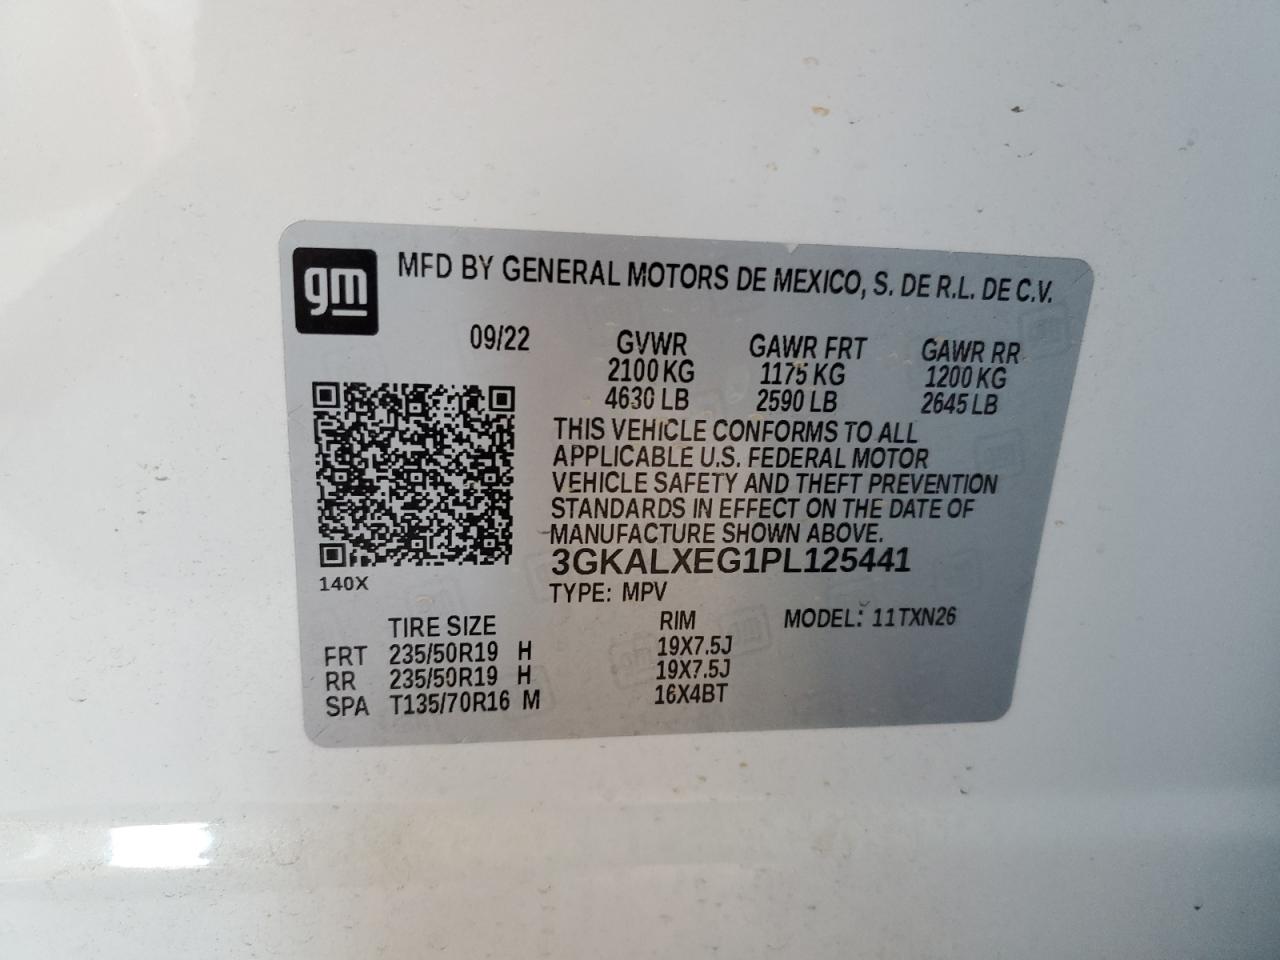 gm
MFD BY GENERAL MOTORS DE MEXICO, S. DE R.L. DE C.V.
09/22 GVWR GAWR FRT GAWR RR
2100 KG 1175 KG 1200 KG
4630 LB 2590 LB 2645 LB
THIS VEHICLE CONFORMS TO ALL
APPLICABLE U.S. FEDERAL MOTOR
VEHICLE SAFETY AND THEFT PREVENTION
STANDARDS IN EFFECT ON THE DATE OF
MANUFACTURE SHOWN ABOVE.
3GKALXEG1PL125441
140X
TYPE: MPV
TIRE SIZE RIM MODEL: 11TXN26
FRT 235/50R19 H 19X7.5J
RR 235/50R19 H 19X7.5J
SPA T135/70R16 M 16X4BT